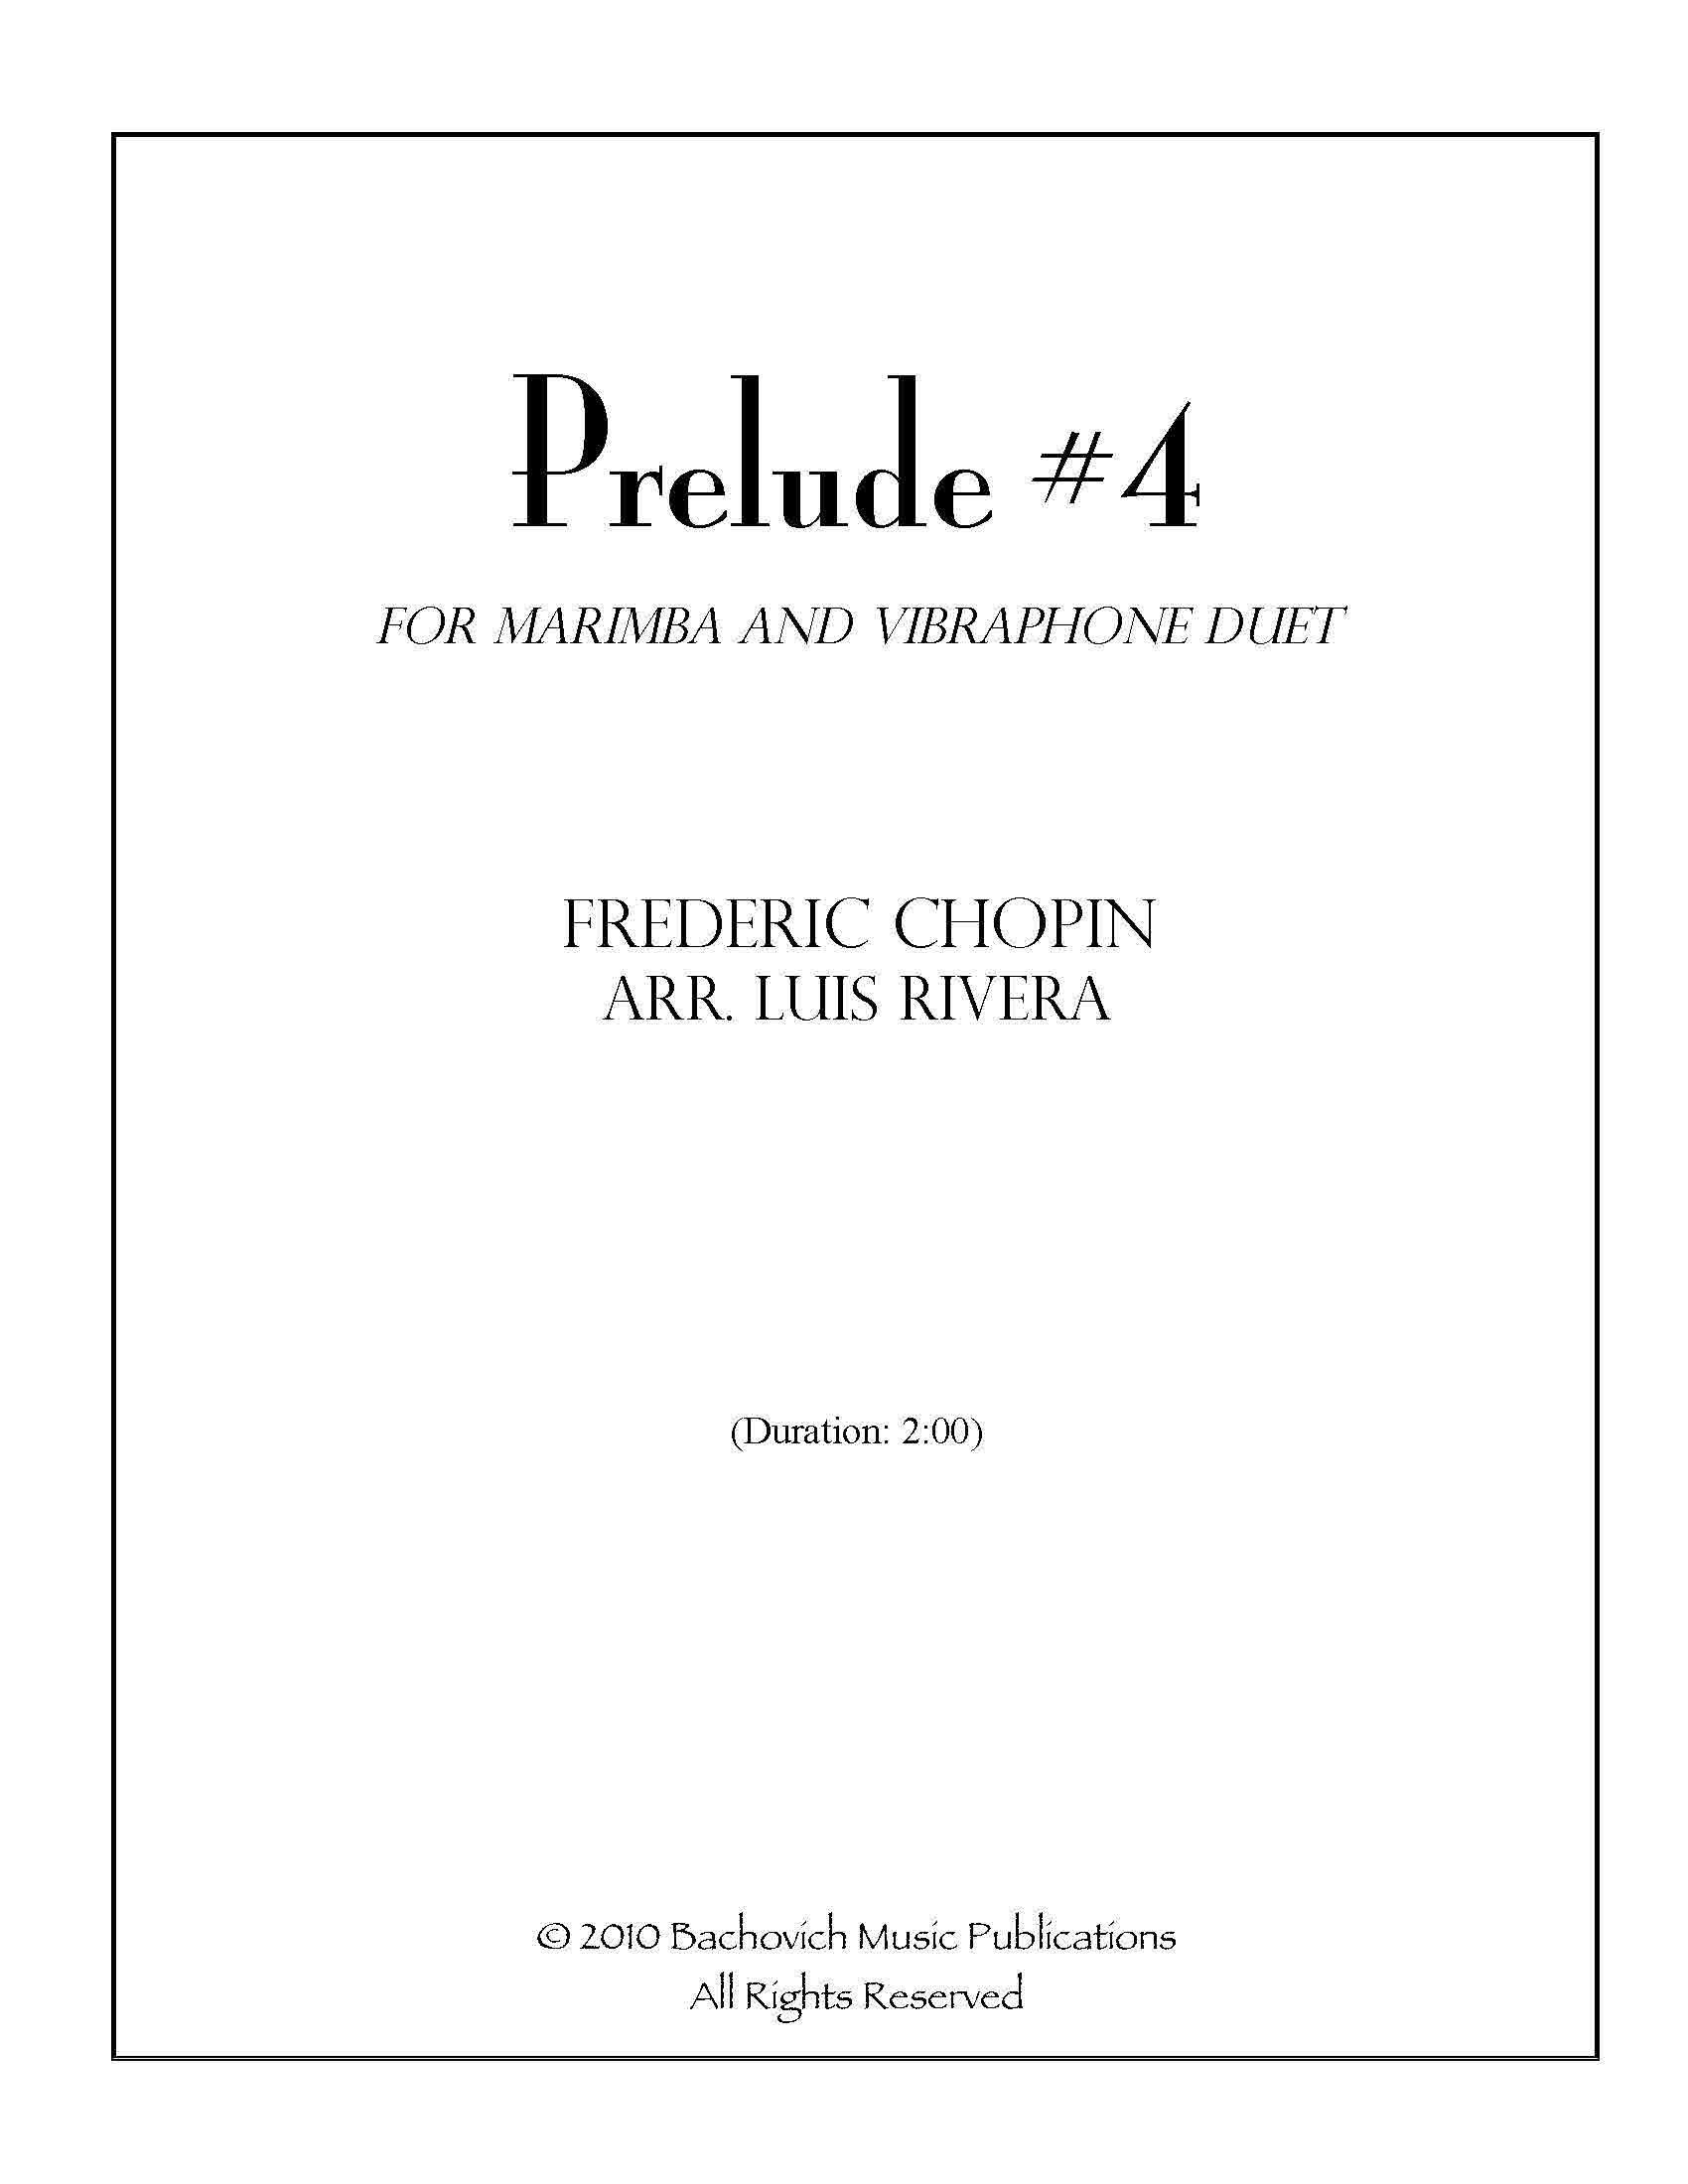 Prelude #4
FOR MARIMBA AND VIBRAPHONE DUET
FREDERIC CHOPIN
ARR. LUIS RIVERA
(Duration: 2:00)
© 2010 Bachovich Music Publications
All Rights Reserved